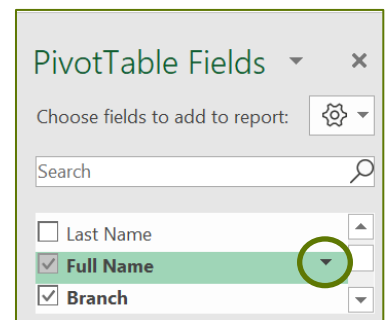 PivotTable Fields
Choose fields to add to report:
Search
Last Name
Full Name
Branch